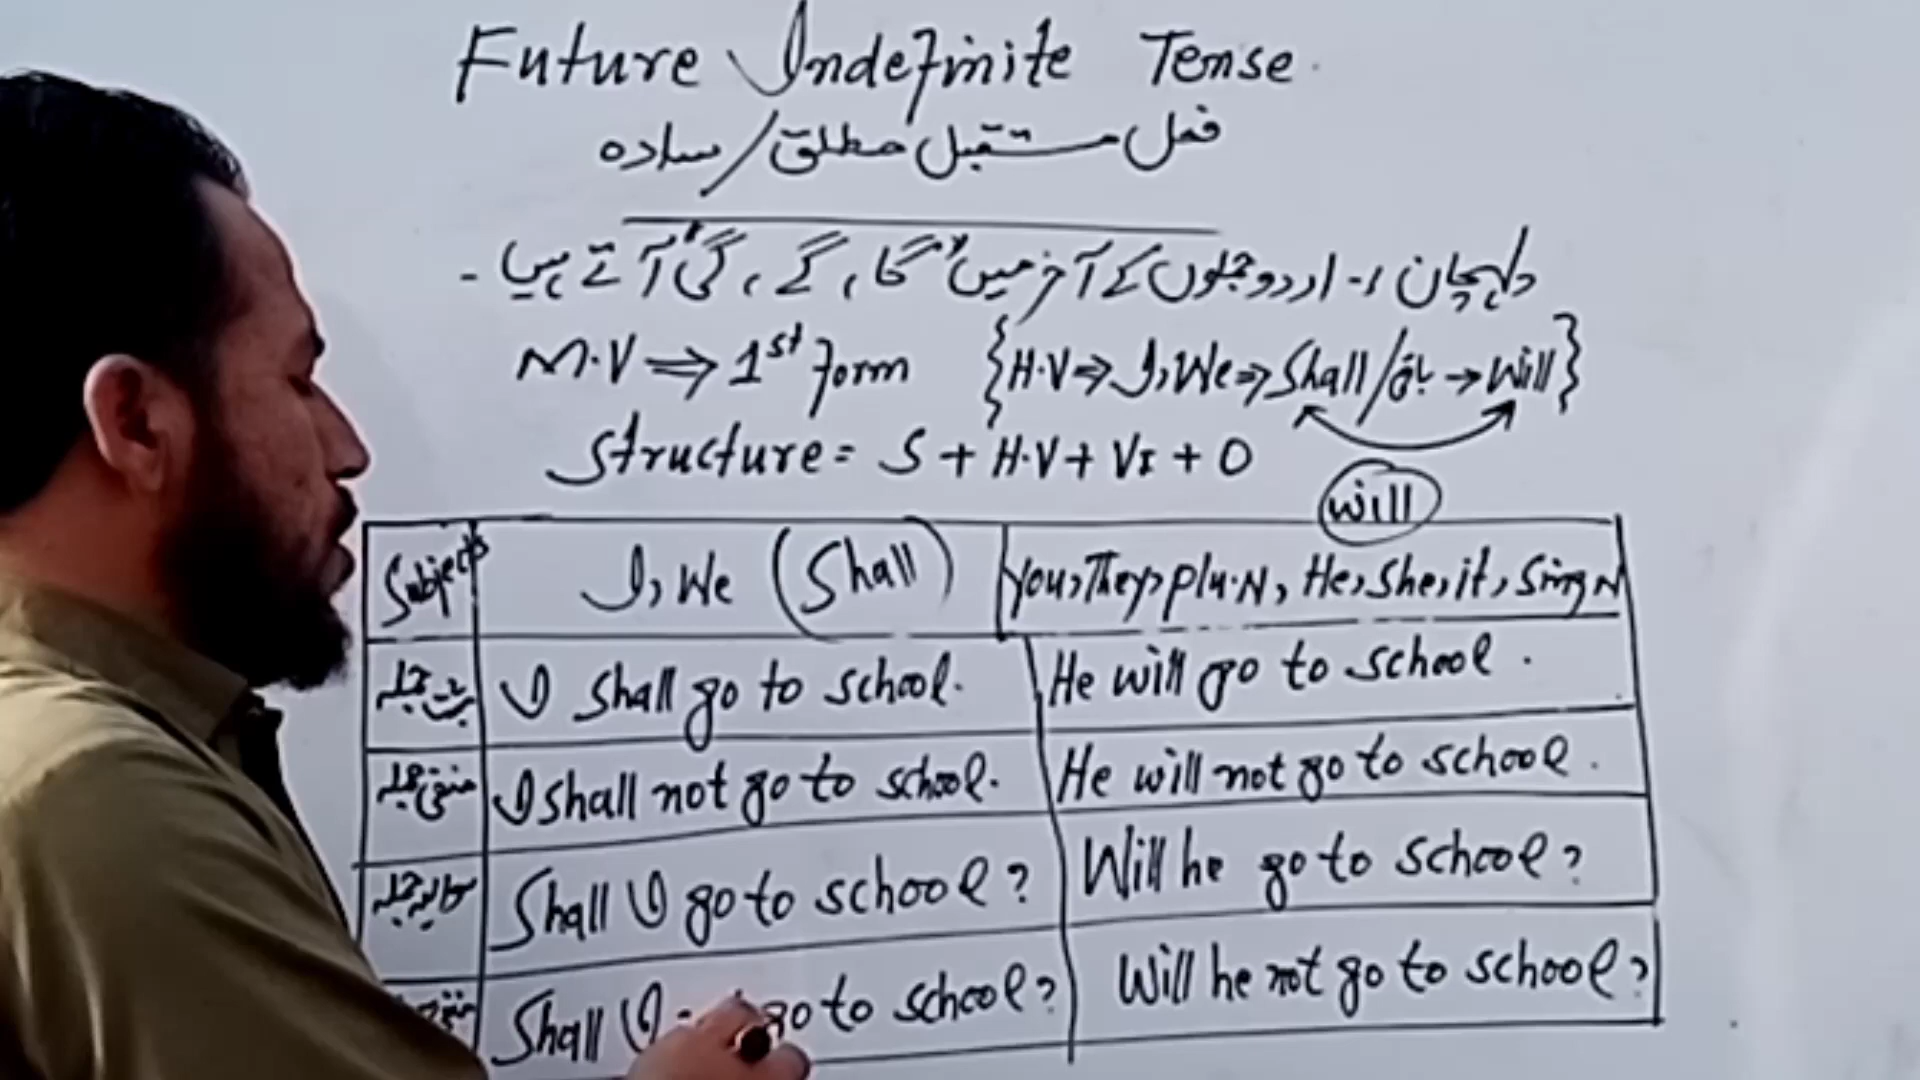 Future Indefinite Tense
فعل مستقبل مطلق/ساده
پہچان :- اردو جملوں کے آخر میں "گا، گے، گی" آتے ہیں -
M.V ⇒ 1st form {H.V ⇒ I, We ⇒ Shall/باقی → Will}
Structure = S + H.V + V1 + O
will
Subjects I, We (Shall) You, They, plu.N, He, She, it, Sing N
مثبت جملہ I Shall go to school. He will go to school.
منفی جملہ I shall not go to school. He will not go to school.
سوالیہ جملہ Shall I go to school? Will he go to school?
Shall I go to school? Will he not go to school?